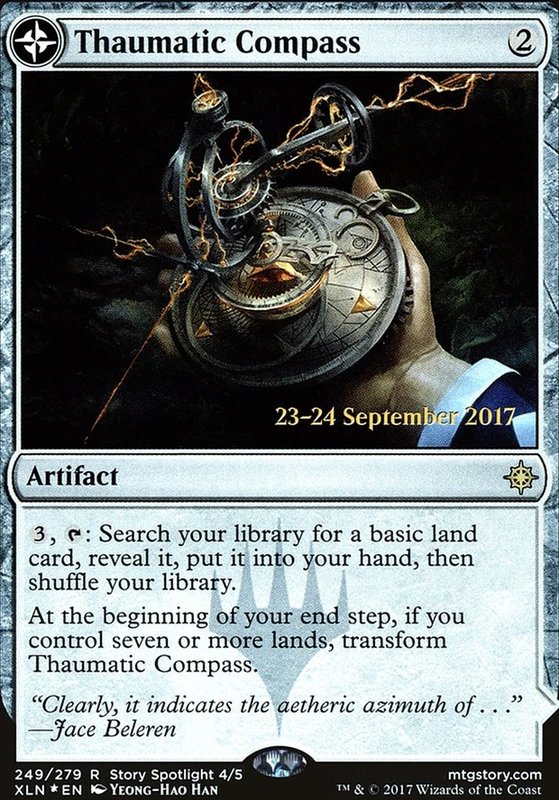 Thaumatic Compass 2
23–24 September 2017
Artifact
3, : Search your library for a basic land
card, reveal it, put it into your hand, then
shuffle your library.
At the beginning of your end step, if you
control seven or more lands, transform
Thaumatic Compass.
“Clearly, it indicates the aetheric azimuth of . . .”
—Jace Beleren
249/279 R Story Spotlight 4/5 mtgstory.com
XLN ★ EN Yeong-Hao Han ™ & © 2017 Wizards of the Coast